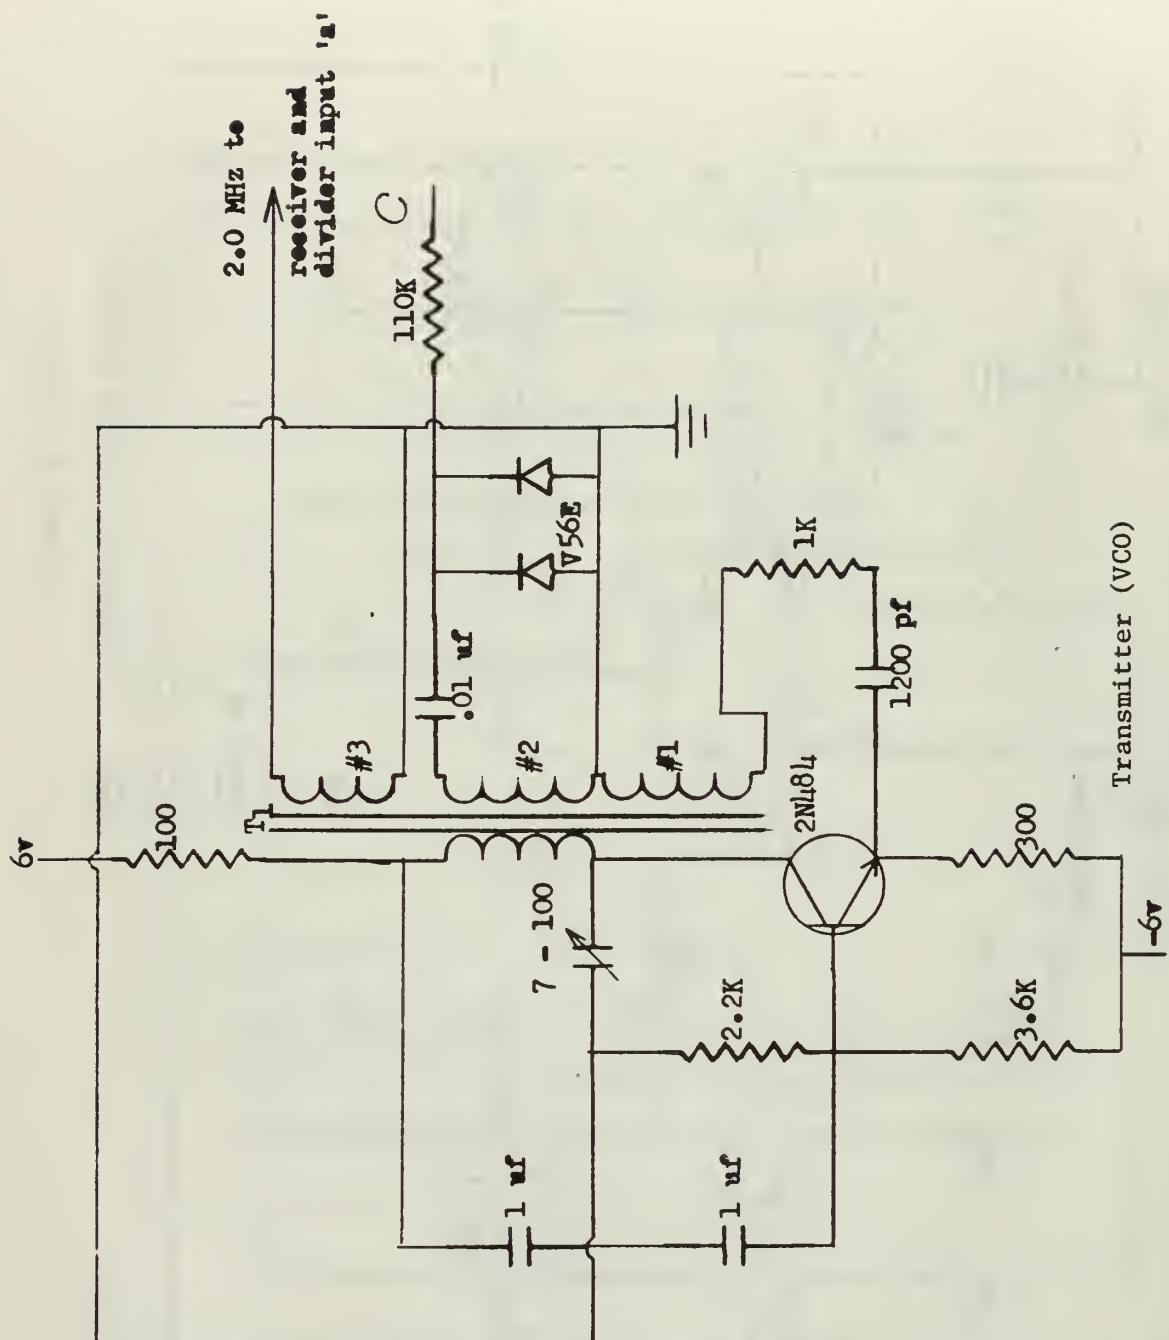 2.0 MHz to
receiver and
divider input 'a'
6v
100
T1
#3
.01 uf
110K
C
#2
V56E
#1
7 - 100
1 uf
1 uf
2.2K
2N484
1200 pf
1K
3.6K
300
-6v
Transmitter (VCO)